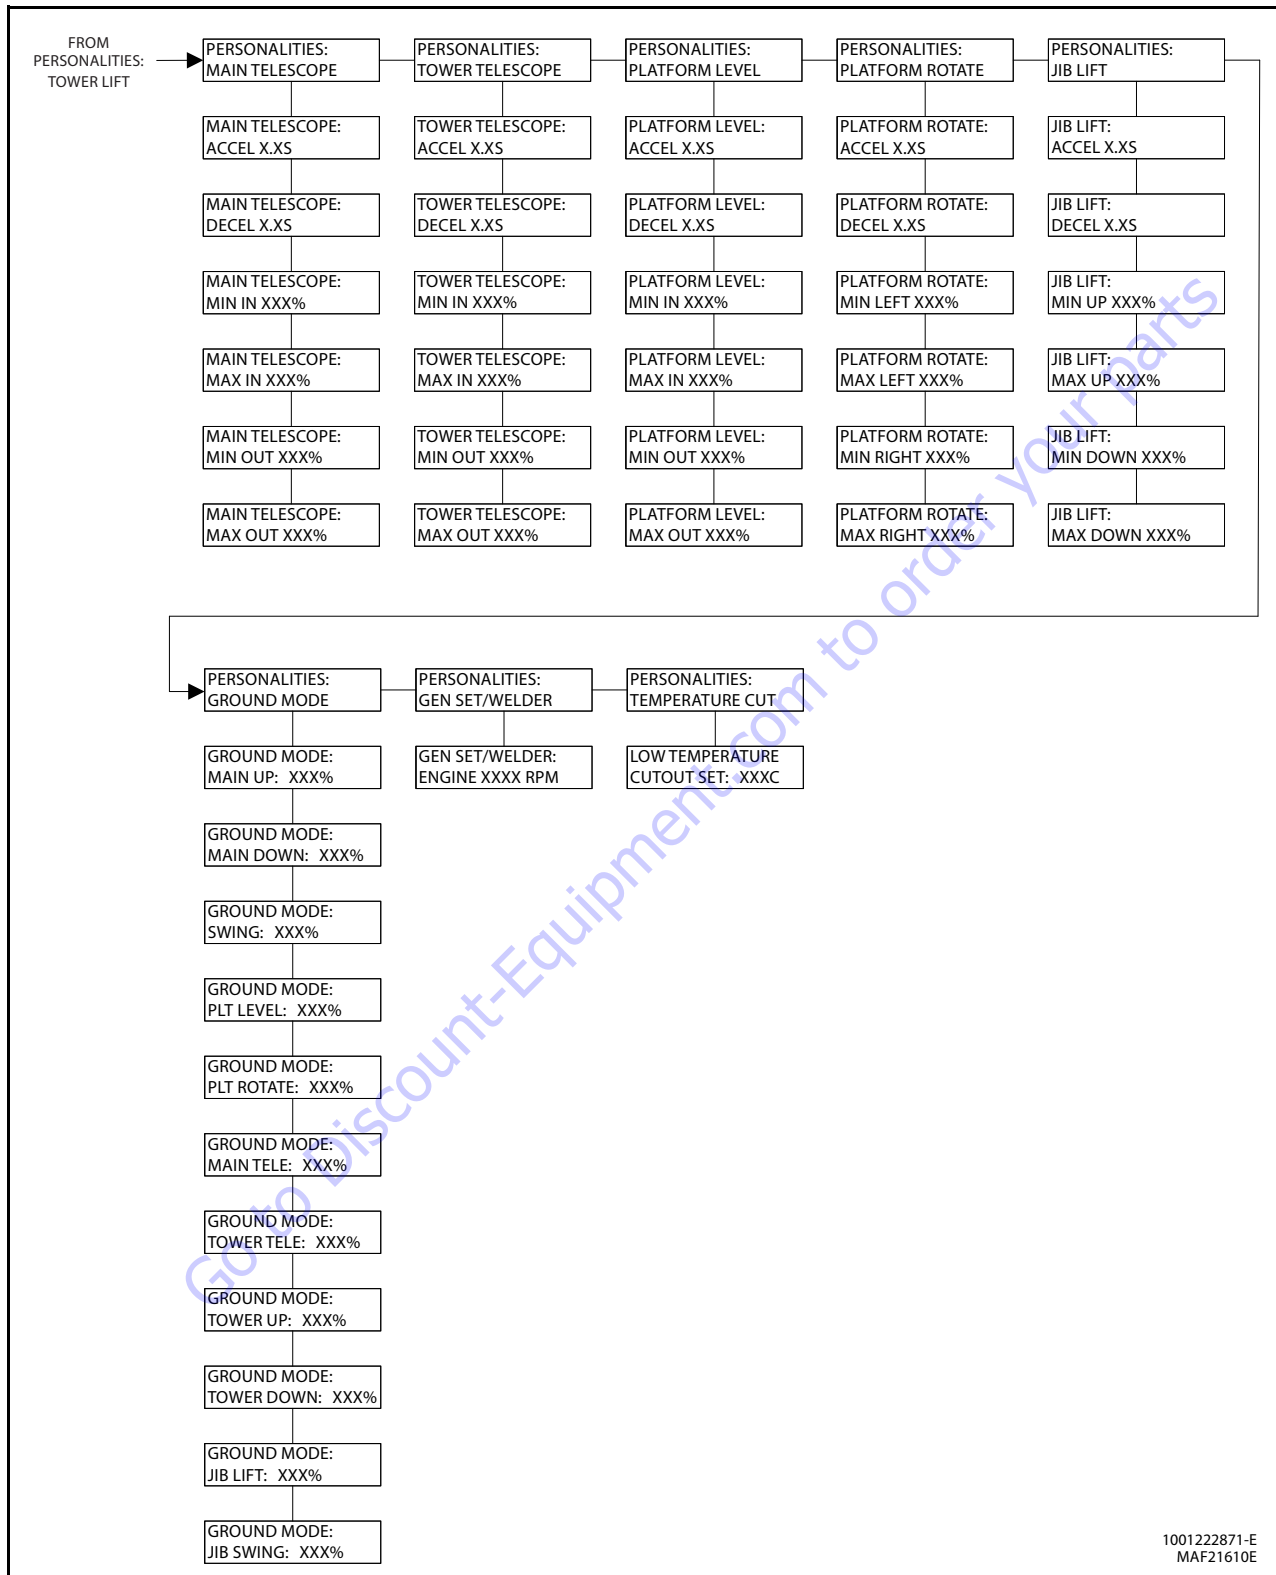 FROM
PERSONALITIES:
TOWER LIFT
PERSONALITIES:
MAIN TELESCOPE
PERSONALITIES:
TOWER TELESCOPE
PERSONALITIES:
PLATFORM LEVEL
PERSONALITIES:
PLATFORM ROTATE
PERSONALITIES:
JIB LIFT
MAIN TELESCOPE:
ACCEL X.XS
TOWER TELESCOPE:
ACCEL X.XS
PLATFORM LEVEL:
ACCEL X.XS
PLATFORM ROTATE:
ACCEL X.XS
JIB LIFT:
ACCEL X.XS
MAIN TELESCOPE:
DECEL X.XS
TOWER TELESCOPE:
DECEL X.XS
PLATFORM LEVEL:
DECEL X.XS
PLATFORM ROTATE:
DECEL X.XS
JIB LIFT:
DECEL X.XS
MAIN TELESCOPE:
MIN IN XXX%
TOWER TELESCOPE:
MIN IN XXX%
PLATFORM LEVEL:
MIN IN XXX%
PLATFORM ROTATE:
MIN LEFT XXX%
JIB LIFT:
MIN UP XXX%
MAIN TELESCOPE:
MAX IN XXX%
TOWER TELESCOPE:
MAX IN XXX%
PLATFORM LEVEL:
MAX IN XXX%
PLATFORM ROTATE:
MAX LEFT XXX%
JIB LIFT:
MAX UP XXX%
MAIN TELESCOPE:
MIN OUT XXX%
TOWER TELESCOPE:
MIN OUT XXX%
PLATFORM LEVEL:
MIN OUT XXX%
PLATFORM ROTATE:
MIN RIGHT XXX%
JIB LIFT:
MIN DOWN XXX%
MAIN TELESCOPE:
MAX OUT XXX%
TOWER TELESCOPE:
MAX OUT XXX%
PLATFORM LEVEL:
MAX OUT XXX%
PLATFORM ROTATE:
MAX RIGHT XXX%
JIB LIFT:
MAX DOWN XXX%
PERSONALITIES:
GROUND MODE
PERSONALITIES:
GEN SET/WELDER
PERSONALITIES:
TEMPERATURE CUT
GROUND MODE:
MAIN UP: XXX%
GEN SET/WELDER:
ENGINE XXXX RPM
LOW TEMPERATURE
CUTOUT SET: XXXC
GROUND MODE:
MAIN DOWN: XXX%
GROUND MODE:
SWING: XXX%
GROUND MODE:
PLT LEVEL: XXX%
GROUND MODE:
PLT ROTATE: XXX%
GROUND MODE:
MAIN TELE: XXX%
GROUND MODE:
TOWER TELE: XXX%
GROUND MODE:
TOWER UP: XXX%
GROUND MODE:
TOWER DOWN: XXX%
GROUND MODE:
JIB LIFT: XXX%
GROUND MODE:
JIB SWING: XXX%
Go to Discount-Equipment.com to order your parts
1001222871-E
MAF21610E